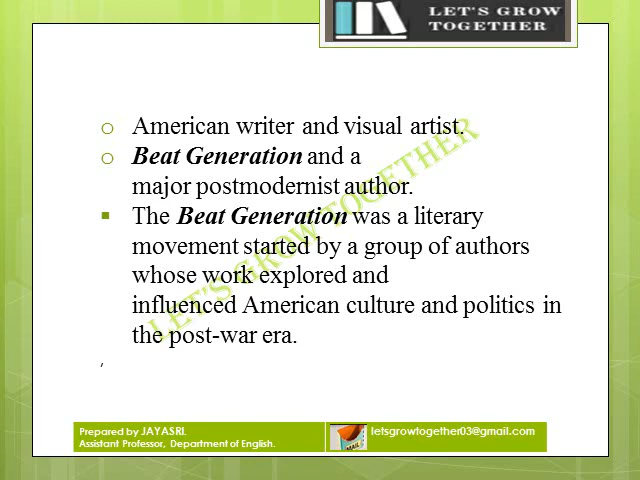 LET'S GROW
TOGETHER
o American writer and visual artist.
o Beat Generation and a
major postmodernist author.
▪ The Beat Generation was a literary
movement started by a group of authors
whose work explored and
influenced American culture and politics in
the post-war era.
,
LET'S GROW TOGETHER
Prepared by JAYASRI.
Assistant Professor, Department of English.
letsgrowtogether03@gmail.com